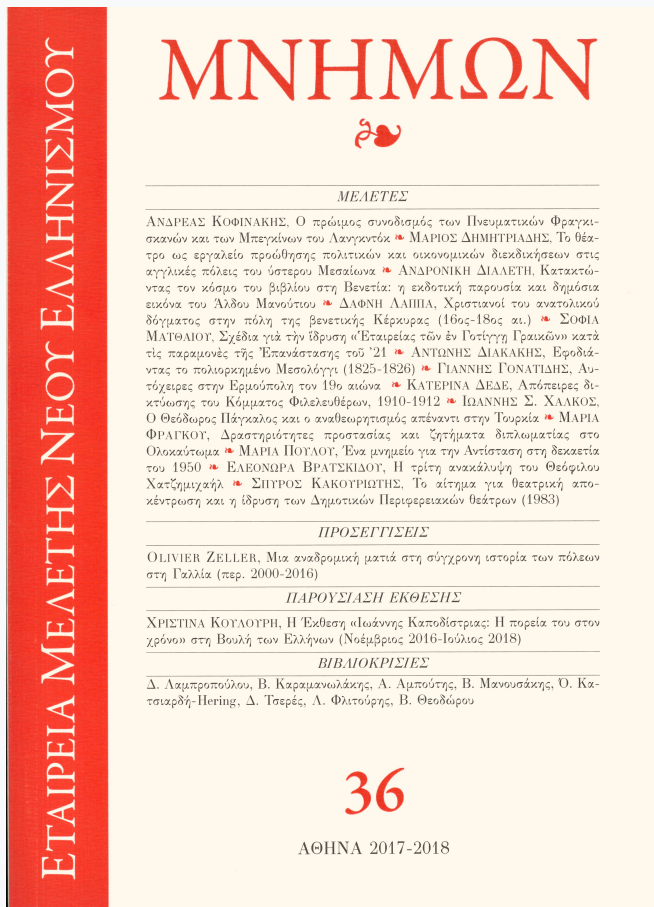 ΕΤΑΙΡΕΙΑ ΜΕΛΕΤΗΣ ΝΕΟΥ ΕΛΛΗΝΙΣΜΟΥ
ΜΝΗΜΩΝ
ΜΕΛΕΤΕΣ
ΑΝΔΡΕΑΣ ΚΟΦΙΝΑΚΗΣ, Ο πρώιμος συνοδισμός των Πνευματικών Φραγκι-
σκανών και των Μπεγκίνων του Λανγκντόκ ❧ ΜΑΡΙΟΣ ΔΗΜΗΤΡΙΑΔΗΣ, Το θέα-
τρο ως εργαλείο προώθησης πολιτικών και οικονομικών διεκδικήσεων στις
αγγλικές πόλεις του ύστερου Μεσαίωνα ❧ ΑΝΔΡΟΝΙΚΗ ΔΙΑΛΕΤΗ, Κατακτώ-
ντας τον κόσμο του βιβλίου στη Βενετία: η εκδοτική παρουσία και δημόσια
εικόνα του Άλδου Μανούτιου ❧ ΔΑΦΝΗ ΛΑΠΠΑ, Χριστιανοί του ανατολικού
δόγματος στην πόλη της βενετικής Κέρκυρας (16ος-18ος αι.) ❧ ΣΟΦΙΑ
ΜΑΤΘΑΙΟΥ, Σχέδια γιὰ τὴν ἵδρυση «Ἑταιρείας τῶν ἐν Γοτίγγῃ Γραικῶν» κατὰ
τὶς παραμονὲς τῆς Ἐπανάστασης τοῦ '21 ❧ ΑΝΤΩΝΗΣ ΔΙΑΚΑΚΗΣ, Εφοδιά-
ντας το πολιορκημένο Μεσολόγγι (1825-1826) ❧ ΓΙΑΝΝΗΣ ΓΟΝΑΤΙΔΗΣ, Αυ-
τόχειρες στην Ερμούπολη τον 19ο αιώνα ❧ ΚΑΤΕΡΙΝΑ ΔΕΔΕ, Απόπειρες δι-
κτύωσης του Κόμματος Φιλελευθέρων, 1910-1912 ❧ ΙΩΑΝΝΗΣ Σ. ΧΑΛΚΟΣ,
Ο Θεόδωρος Πάγκαλος και ο αναθεωρητισμός απέναντι στην Τουρκία ❧ ΜΑΡΙΑ
ΦΡΑΓΚΟΥ, Δραστηριότητες προστασίας και ζητήματα διπλωματίας στο
Ολοκαύτωμα ❧ ΜΑΡΙΑ ΠΟΥΛΟΥ, Ένα μνημείο για την Αντίσταση στη δεκαετία
του 1950 ❧ ΕΛΕΟΝΩΡΑ ΒΡΑΤΣΚΙΔΟΥ, Η τρίτη ανακάλυψη του Θεόφιλου
Χατζημιχαήλ ❧ ΣΠΥΡΟΣ ΚΑΚΟΥΡΙΩΤΗΣ, Το αίτημα για θεατρική απο-
κέντρωση και η ίδρυση των Δημοτικών Περιφερειακών θεάτρων (1983)
ΠΡΟΣΕΓΓΙΣΕΙΣ
OLIVIER ZELLER, Μια αναδρομική ματιά στη σύγχρονη ιστορία των πόλεων
στη Γαλλία (περ. 2000-2016)
ΠΑΡΟΥΣΙΑΣΗ ΕΚΘΕΣΗΣ
ΧΡΙΣΤΙΝΑ ΚΟΥΛΟΥΡΗ, Η Έκθεση «Ιωάννης Καποδίστριας: Η πορεία του στον
χρόνο» στη Βουλή των Ελλήνων (Νοέμβριος 2016-Ιούλιος 2018)
ΒΙΒΛΙΟΚΡΙΣΙΕΣ
Δ. Λαμπροπούλου, Β. Καραμανωλάκης, Α. Αμπούτης, Β. Μανουσάκης, Ό. Κα-
τσιαρδή-Hering, Δ. Τσερές, Λ. Φλιτούρης, Β. Θεοδώρου
36
ΑΘΗΝΑ 2017-2018